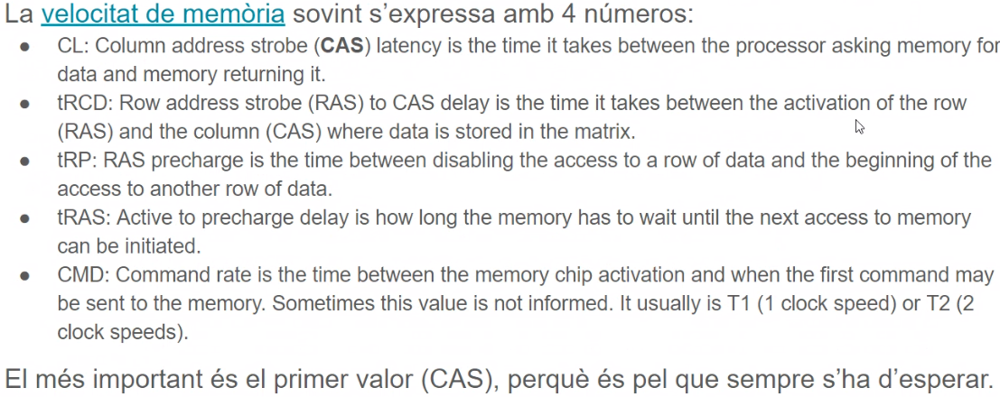 La velocitat de memòria sovint s’expressa amb 4 números:
● CL: Column address strobe (CAS) latency is the time it takes between the processor asking memory for
data and memory returning it.
● tRCD: Row address strobe (RAS) to CAS delay is the time it takes between the activation of the row
(RAS) and the column (CAS) where data is stored in the matrix.
● tRP: RAS precharge is the time between disabling the access to a row of data and the beginning of the
access to another row of data.
● tRAS: Active to precharge delay is how long the memory has to wait until the next access to memory
can be initiated.
● CMD: Command rate is the time between the memory chip activation and when the first command may
be sent to the memory. Sometimes this value is not informed. It usually is T1 (1 clock speed) or T2 (2
clock speeds).
El més important és el primer valor (CAS), perquè és pel que sempre s’ha d’esperar.